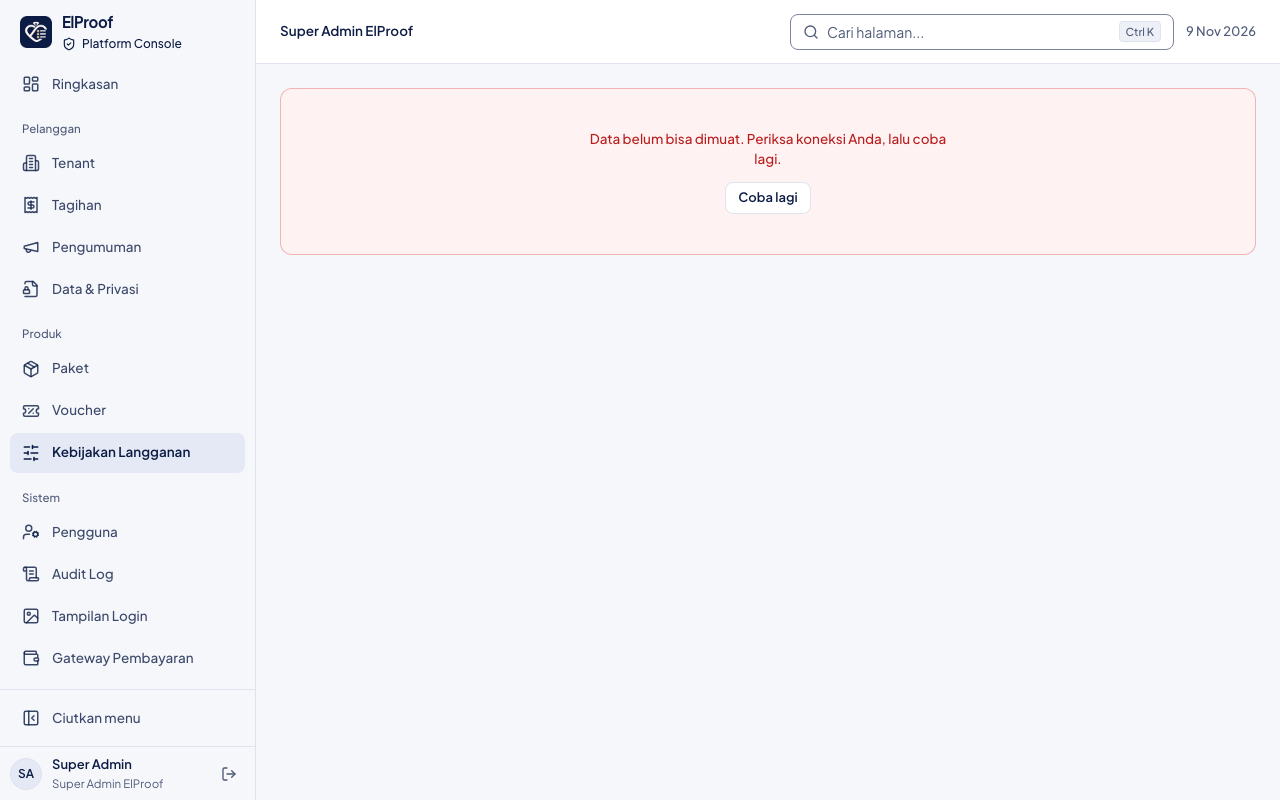 ElProof
Platform Console
Ringkasan
Pelanggan
Tenant
Tagihan
Pengumuman
Data & Privasi
Produk
Paket
Voucher
Kebijakan Langganan
Sistem
Pengguna
Audit Log
Tampilan Login
Gateway Pembayaran
Ciutkan menu
SA
Super Admin
Super Admin ElProof
Super Admin ElProof
Cari halaman...
Ctrl K
9 Nov 2026
Data belum bisa dimuat. Periksa koneksi Anda, lalu coba
lagi.
Coba lagi